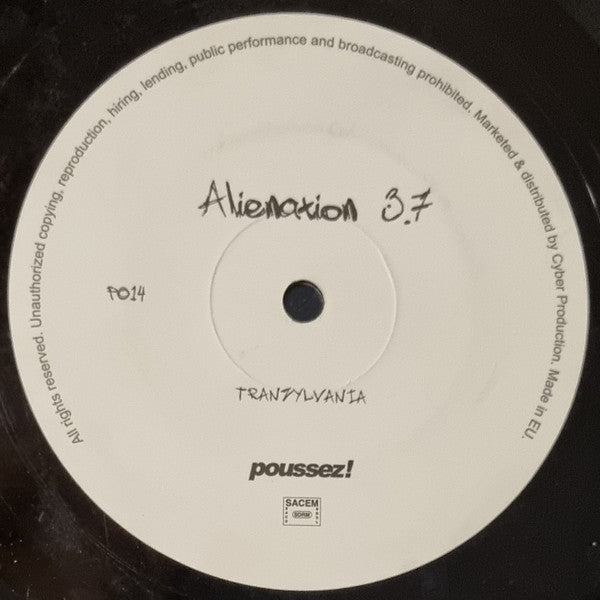 All rights reserved. Unauthorized copying, reproduction, hiring, lending, public performance and broadcasting prohibited. Marketed & distributed by Cyber Production. Made in EU.
Alienation 3.7
PO14
TRANZYLVANIA
poussez!
SACEM
SDRM